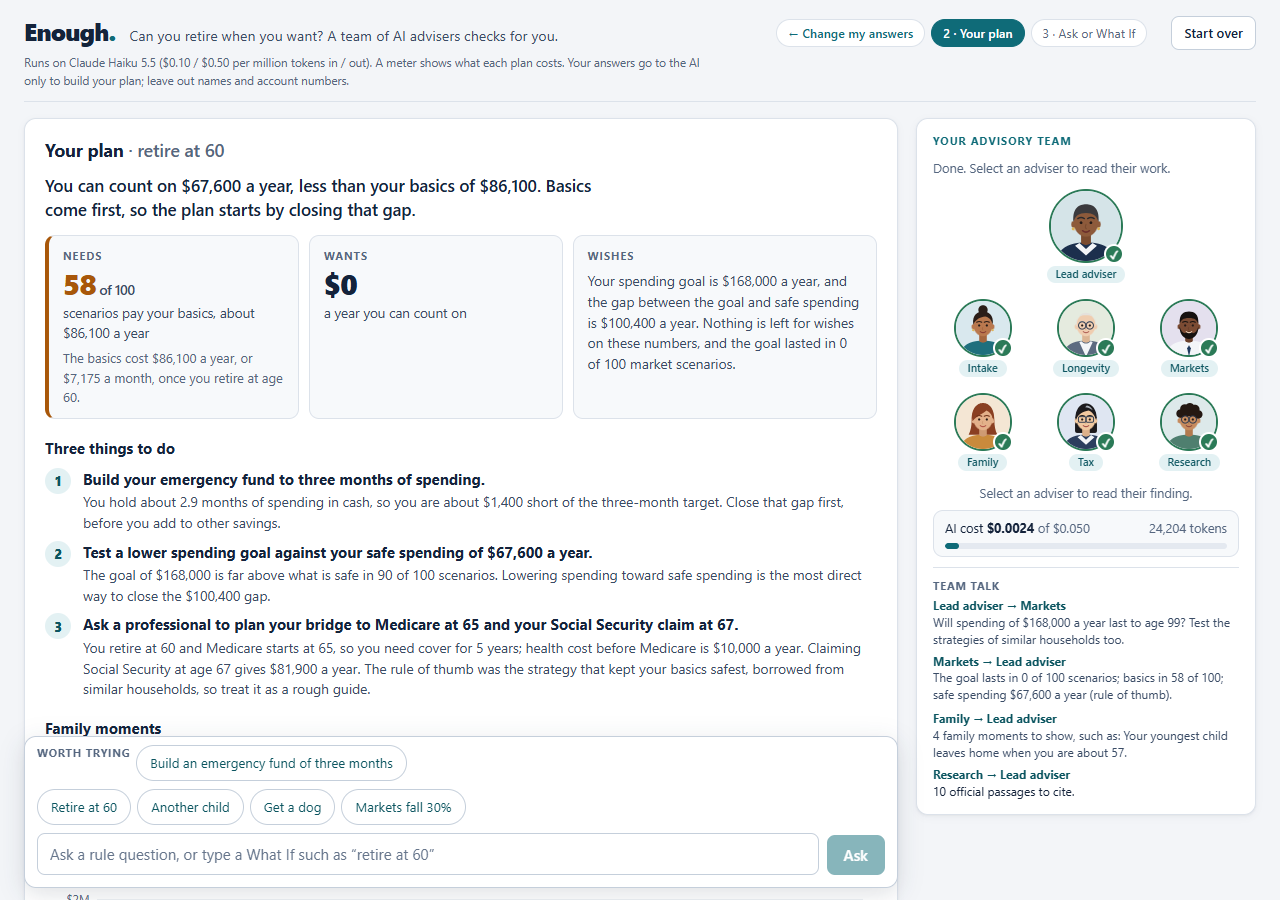 Enough. Can you retire when you want? A team of AI advisers checks for you.
← Change my answers
2 · Your plan
3 · Ask or What If
Start over
Runs on Claude Haiku 5.5 ($0.10 / $0.50 per million tokens in / out). A meter shows what each plan costs. Your answers go to the AI
only to build your plan; leave out names and account numbers.
Your plan · retire at 60
You can count on $67,600 a year, less than your basics of $86,100. Basics
come first, so the plan starts by closing that gap.
NEEDS
58 of 100
scenarios pay your basics, about
$86,100 a year
The basics cost $86,100 a year, or
$7,175 a month, once you retire at age
60.
WANTS
$0
a year you can count on
WISHES
Your spending goal is $168,000 a year, and
the gap between the goal and safe spending
is $100,400 a year. Nothing is left for wishes
on these numbers, and the goal lasted in 0
of 100 market scenarios.
Three things to do
1 Build your emergency fund to three months of spending.
You hold about 2.9 months of spending in cash, so you are about $1,400 short of the three-month target. Close that gap first,
before you add to other savings.
2 Test a lower spending goal against your safe spending of $67,600 a year.
The goal of $168,000 is far above what is safe in 90 of 100 scenarios. Lowering spending toward safe spending is the most direct
way to close the $100,400 gap.
3 Ask a professional to plan your bridge to Medicare at 65 and your Social Security claim at 67.
You retire at 60 and Medicare starts at 65, so you need cover for 5 years; health cost before Medicare is $10,000 a year. Claiming
Social Security at age 67 gives $81,900 a year. The rule of thumb was the strategy that kept your basics safest, borrowed from
similar households, so treat it as a rough guide.
Family moments
WORTH TRYING
Build an emergency fund of three months
Retire at 60
Another child
Get a dog
Markets fall 30%
Ask a rule question, or type a What If such as “retire at 60”
Ask
$2M
YOUR ADVISORY TEAM
Done. Select an adviser to read their work.
Lead adviser
Intake
Longevity
Markets
Family
Tax
Research
Select an adviser to read their finding.
AI cost $0.0024 of $0.050
24,204 tokens
TEAM TALK
Lead adviser → Markets
Will spending of $168,000 a year last to age 99? Test the
strategies of similar households too.
Markets → Lead adviser
The goal lasts in 0 of 100 scenarios; basics in 58 of 100;
safe spending $67,600 a year (rule of thumb).
Family → Lead adviser
4 family moments to show, such as: Your youngest child
leaves home when you are about 57.
Research → Lead adviser
10 official passages to cite.